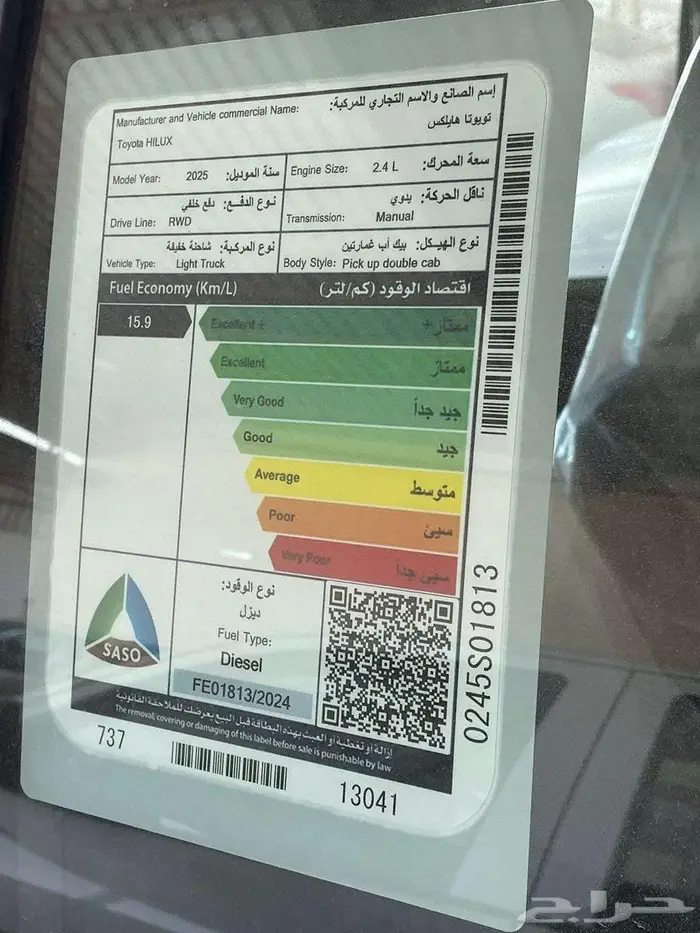 Manufacturer and Vehicle commercial Name: إسم الصانع والاسم التجاري للمركبة:
Toyota HILUX تويوتا هايلكس
Model Year: 2025 سنة الموديل: Engine Size: 2.4 L سعة المحرك:
نوع الدفـع: دفع خلفي ناقل الحركة: يدوي
Drive Line: RWD Transmission: Manual
نوع المركبة: شاحنة خفيفة نوع الهيكل: بيك أب غمارتين
Vehicle Type: Light Truck Body Style: Pick up double cab
Fuel Economy (Km/L) اقتصاد الوقود (كم/لتر)
15.9 Excellent + ممتاز+
Excellent ممتاز
Very Good جيد جداً
Good جيد
Average متوسط
Poor سيئ
Very Poor سيئ جداً
نوع الوقود:
ديزل
Fuel Type:
Diesel
FE01813/2024
SASO
إزالة أو تغطية أو العبث بهذه البطاقة قبل البيع يعرضك للملاحقة القانونية
The removal, covering or damaging of this label before sale is punishable by law
737 13041
0245S01813
حراج